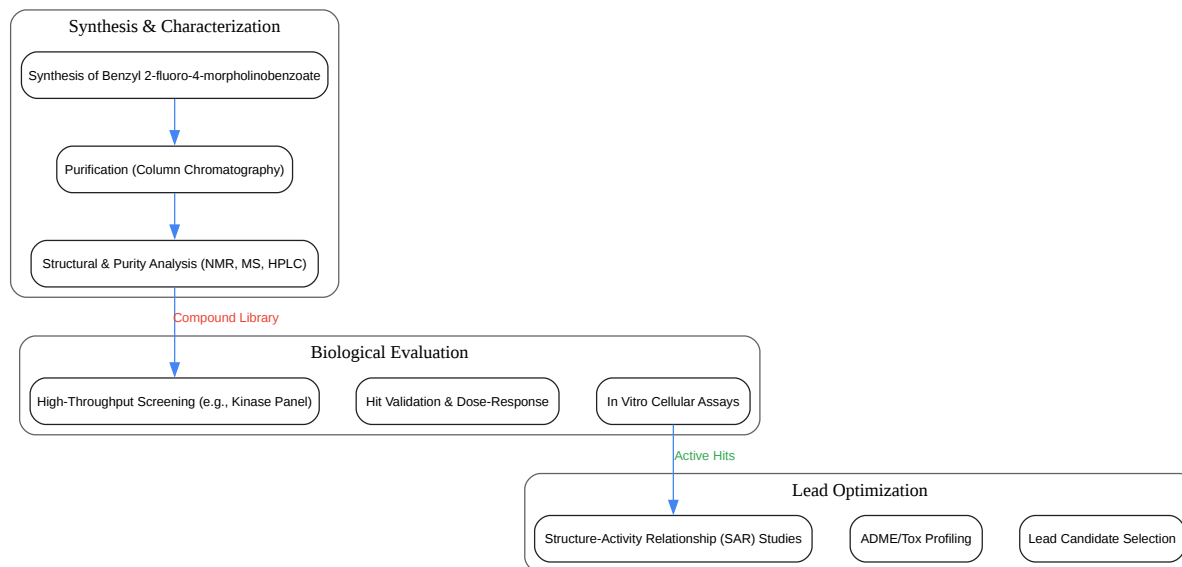 Synthesis & Characterization
Synthesis of Benzyl 2-fluoro-4-morpholinobenzoate
Purification (Column Chromatography)
Structural & Purity Analysis (NMR, MS, HPLC)
Compound Library
Biological Evaluation
High-Throughput Screening (e.g., Kinase Panel)
Hit Validation & Dose-Response
In Vitro Cellular Assays
Active Hits
Lead Optimization
Structure-Activity Relationship (SAR) Studies
ADME/Tox Profiling
Lead Candidate Selection